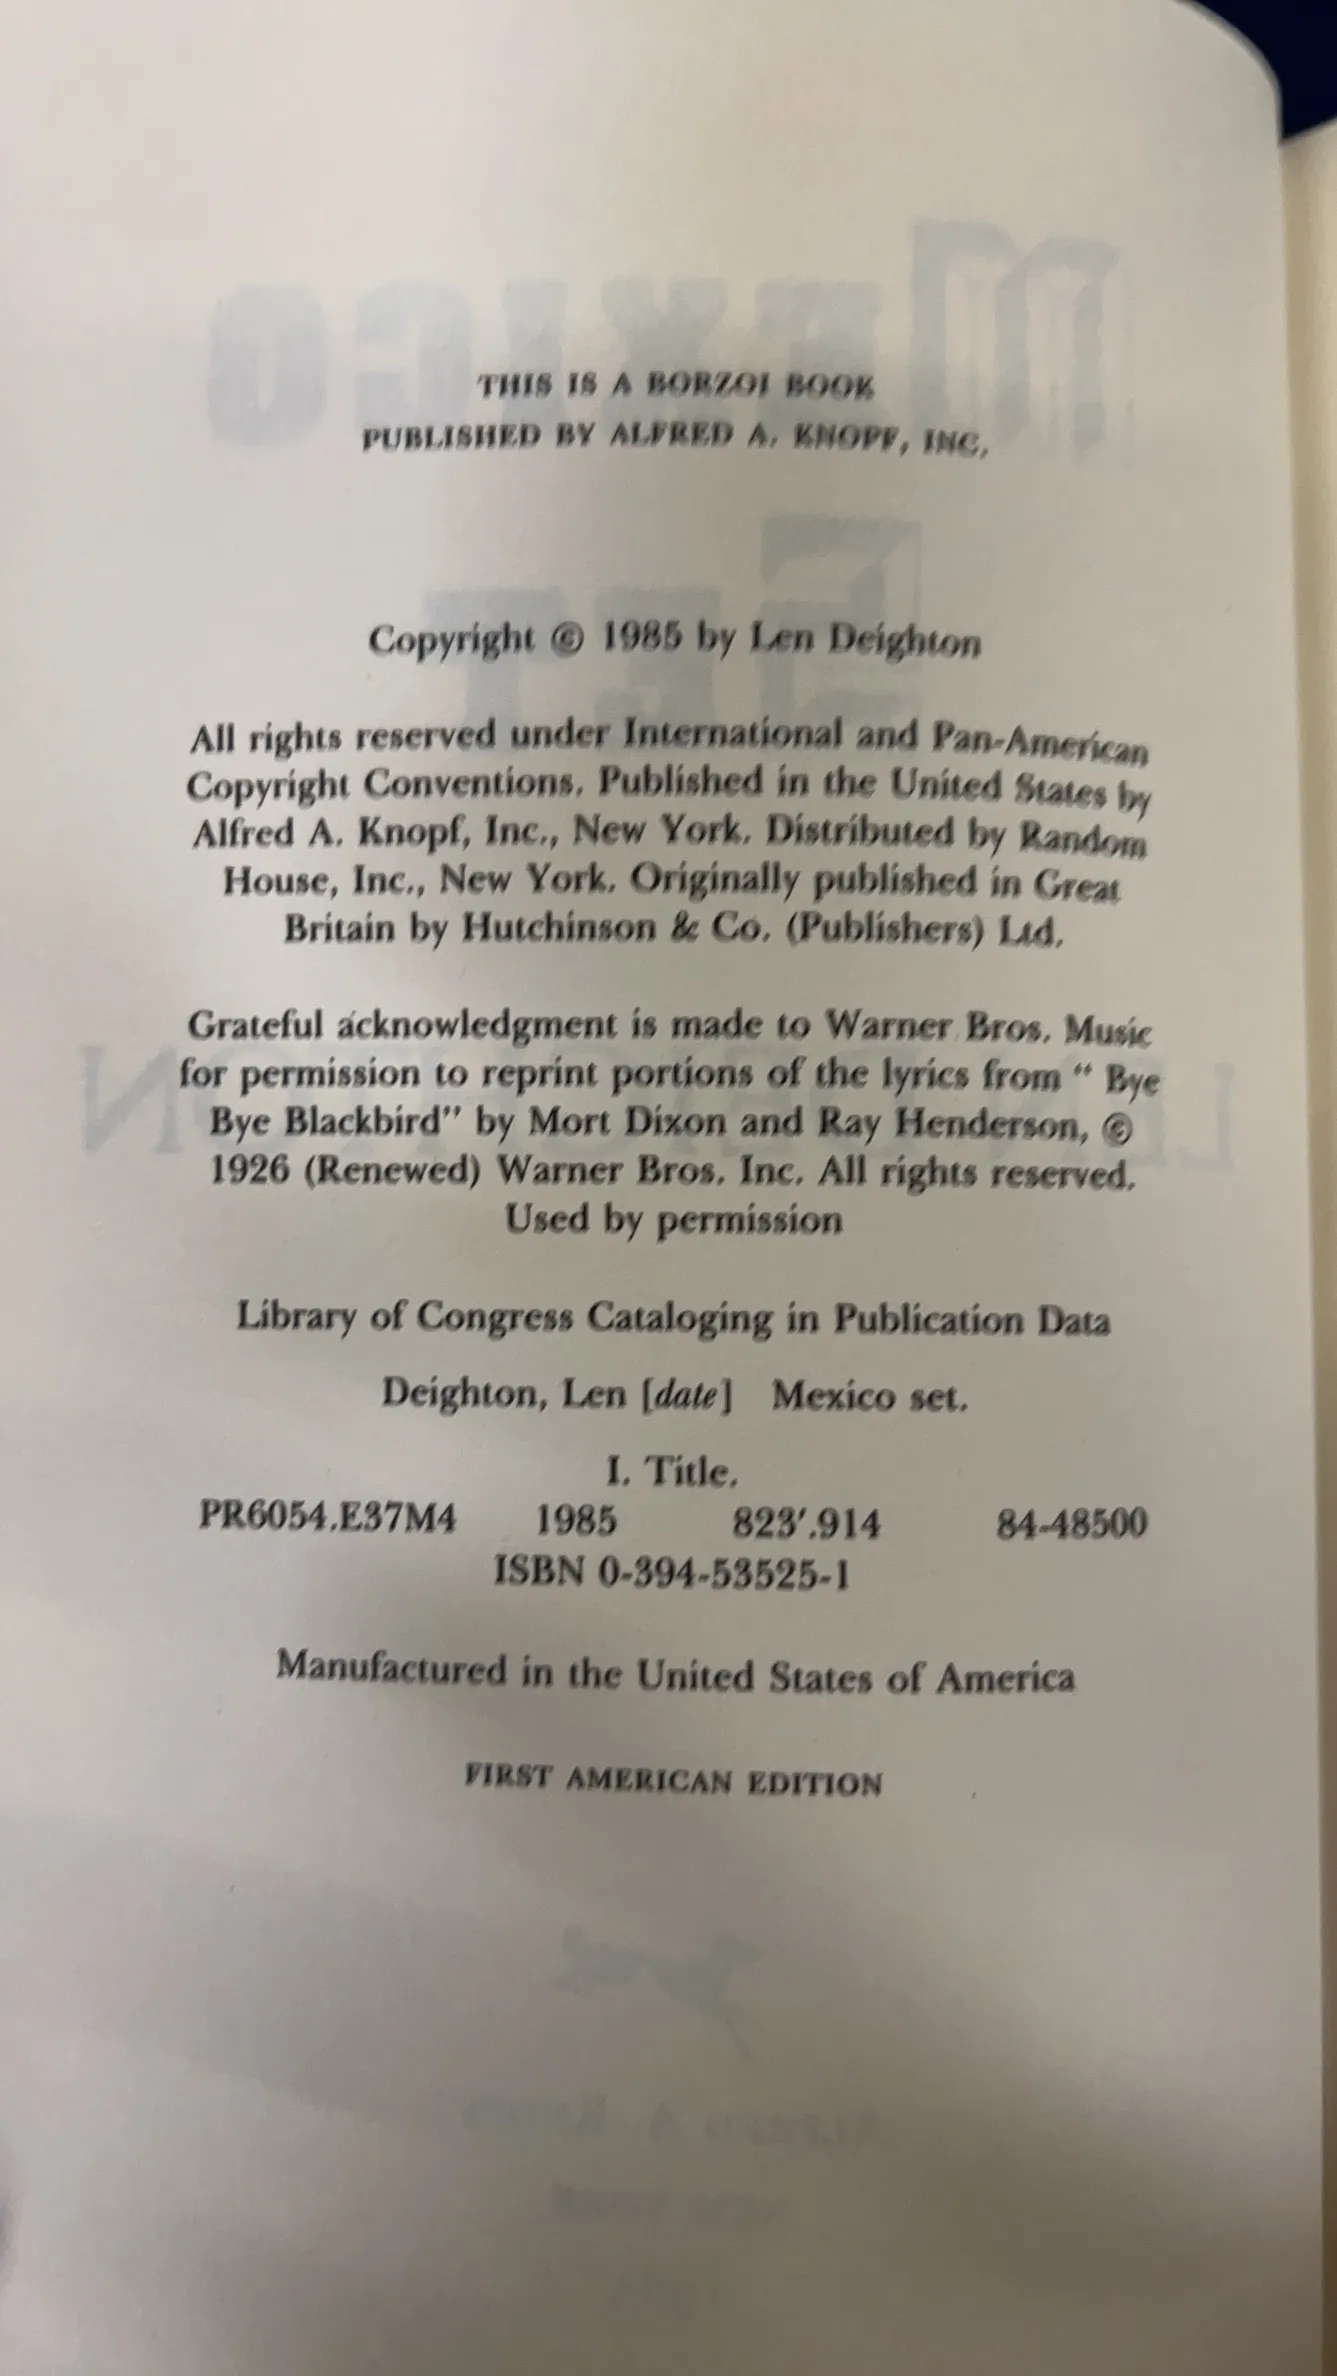 THIS IS A BORZOI BOOK
PUBLISHED BY ALFRED A. KNOPF, INC.
Copyright © 1985 by Len Deighton
All rights reserved under International and Pan-American
Copyright Conventions. Published in the United States by
Alfred A. Knopf, Inc., New York. Distributed by Random
House, Inc., New York. Originally published in Great
Britain by Hutchinson & Co. (Publishers) Ltd.
Grateful acknowledgment is made to Warner Bros. Music
for permission to reprint portions of the lyrics from “ Bye
Bye Blackbird” by Mort Dixon and Ray Henderson, ©
1926 (Renewed) Warner Bros. Inc. All rights reserved.
Used by permission
Library of Congress Cataloging in Publication Data
Deighton, Len [date] Mexico set.
I. Title.
PR6054.E37M4 1985 823′.914 84-48500
ISBN 0-394-53525-1
Manufactured in the United States of America
FIRST AMERICAN EDITION